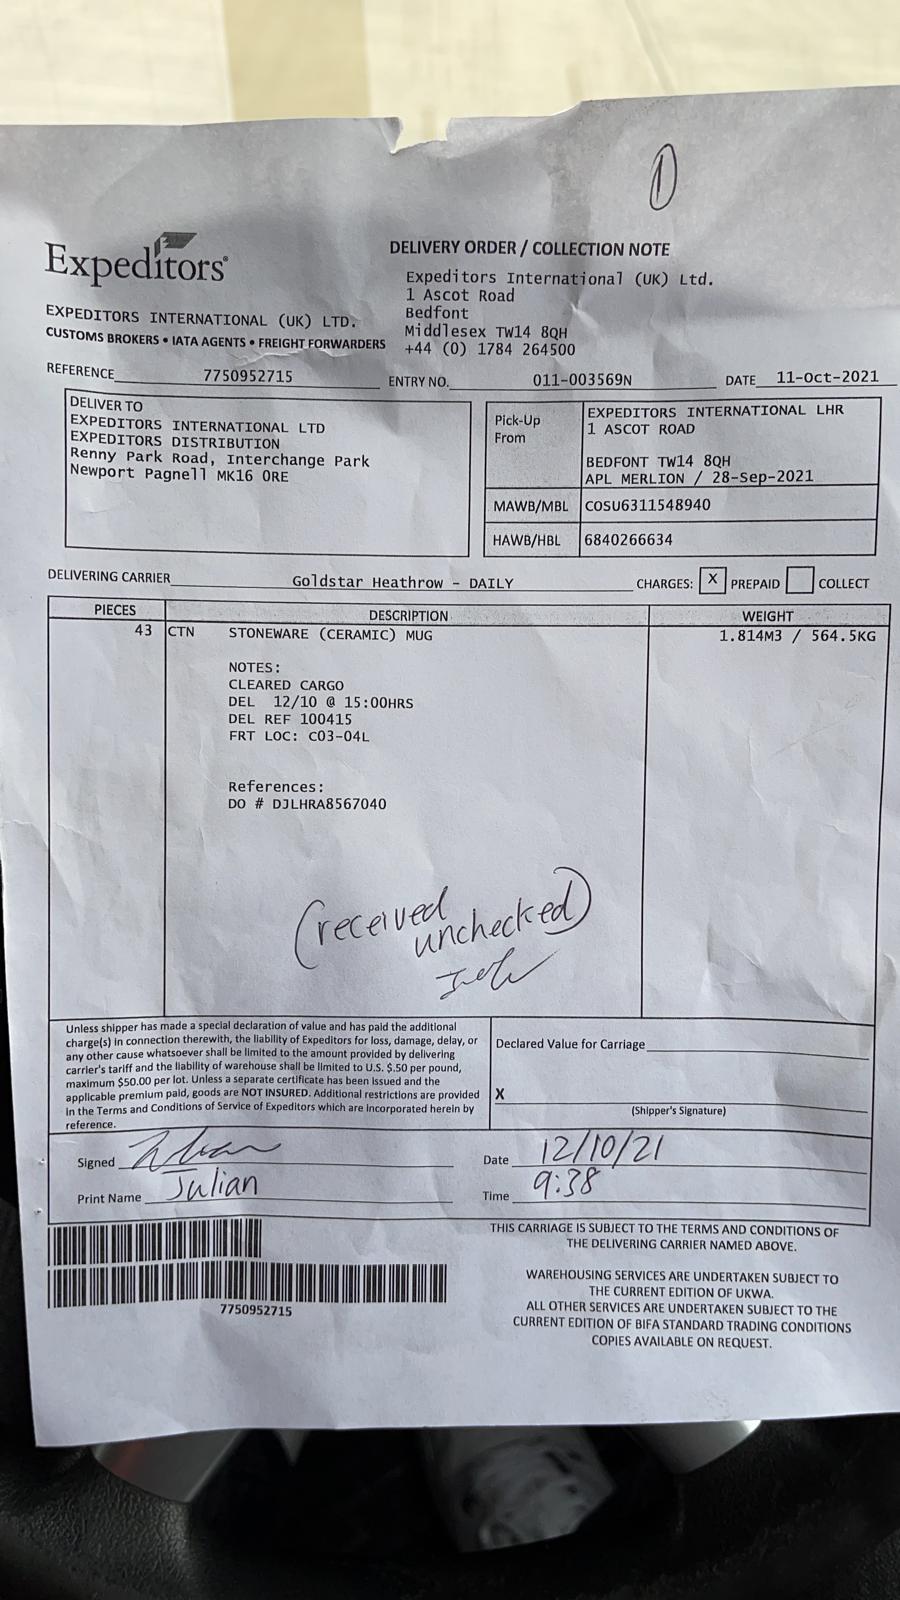 1
Expeditors®
DELIVERY ORDER / COLLECTION NOTE
Expeditors International (UK) Ltd.
1 Ascot Road
Bedfont
Middlesex TW14 8QH
+44 (0) 1784 264500
EXPEDITORS INTERNATIONAL (UK) LTD.
CUSTOMS BROKERS • IATA AGENTS • FREIGHT FORWARDERS
REFERENCE 7750952715 ENTRY NO. 011-003569N DATE 11-Oct-2021
DELIVER TO
EXPEDITORS INTERNATIONAL LTD
EXPEDITORS DISTRIBUTION
Renny Park Road, Interchange Park
Newport Pagnell MK16 0RE
Pick-Up
From
EXPEDITORS INTERNATIONAL LHR
1 ASCOT ROAD
BEDFONT TW14 8QH
APL MERLION / 28-Sep-2021
MAWB/MBL COSU6311548940
HAWB/HBL 6840266634
DELIVERING CARRIER Goldstar Heathrow - DAILY CHARGES: X PREPAID COLLECT
PIECES DESCRIPTION WEIGHT
43 CTN STONEWARE (CERAMIC) MUG 1.814M3 / 564.5KG
NOTES:
CLEARED CARGO
DEL 12/10 @ 15:00HRS
DEL REF 100415
FRT LOC: C03-04L
References:
DO # DJLHRA8567040
(received
unchecked)
Unless shipper has made a special declaration of value and has paid the additional
charge(s) in connection therewith, the liability of Expeditors for loss, damage, delay, or
any other cause whatsoever shall be limited to the amount provided by delivering
carrier's tariff and the liability of warehouse shall be limited to U.S. $.50 per pound,
maximum $50.00 per lot. Unless a separate certificate has been issued and the
applicable premium paid, goods are NOT INSURED. Additional restrictions are provided
in the Terms and Conditions of Service of Expeditors which are incorporated herein by
reference.
Declared Value for Carriage
X
(Shipper's Signature)
Signed
Date 12/10/21
Print Name Julian
Time 9:38
7750952715
THIS CARRIAGE IS SUBJECT TO THE TERMS AND CONDITIONS OF
THE DELIVERING CARRIER NAMED ABOVE.
WAREHOUSING SERVICES ARE UNDERTAKEN SUBJECT TO
THE CURRENT EDITION OF UKWA.
ALL OTHER SERVICES ARE UNDERTAKEN SUBJECT TO THE
CURRENT EDITION OF BIFA STANDARD TRADING CONDITIONS
COPIES AVAILABLE ON REQUEST.